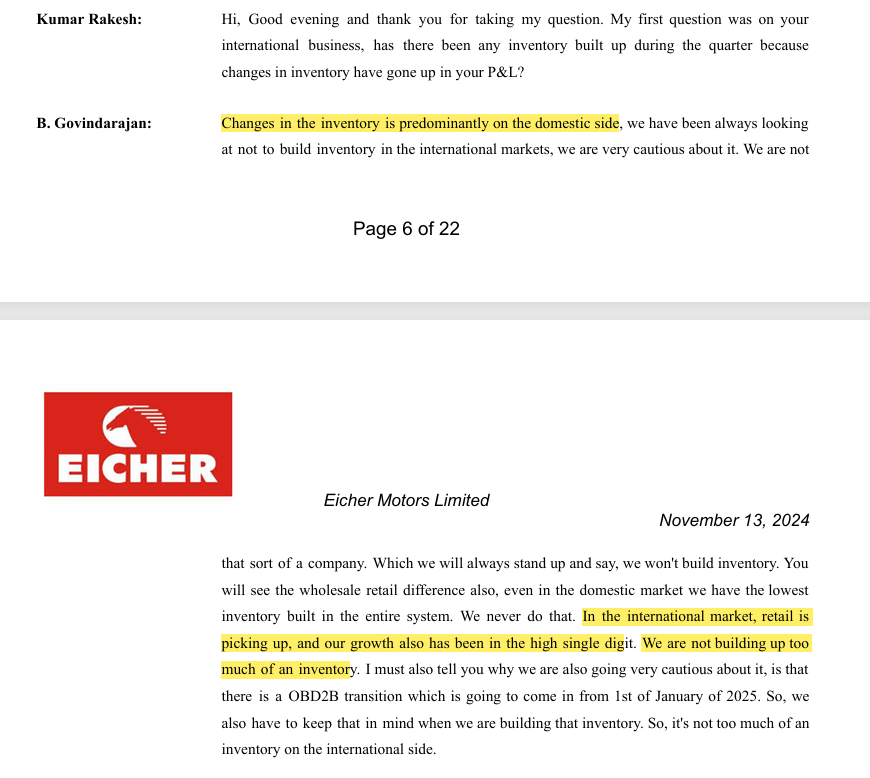 Kumar Rakesh: Hi, Good evening and thank you for taking my question. My first question was on your
international business, has there been any inventory built up during the quarter because
changes in inventory have gone up in your P&L?
B. Govindarajan: Changes in the inventory is predominantly on the domestic side, we have been always looking
at not to build inventory in the international markets, we are very cautious about it. We are not
Page 6 of 22
EICHER
Eicher Motors Limited
November 13, 2024
that sort of a company. Which we will always stand up and say, we won't build inventory. You
will see the wholesale retail difference also, even in the domestic market we have the lowest
inventory built in the entire system. We never do that. In the international market, retail is
picking up, and our growth also has been in the high single digit. We are not building up too
much of an inventory. I must also tell you why we are also going very cautious about it, is that
there is a OBD2B transition which is going to come in from 1st of January of 2025. So, we
also have to keep that in mind when we are building that inventory. So, it's not too much of an
inventory on the international side.